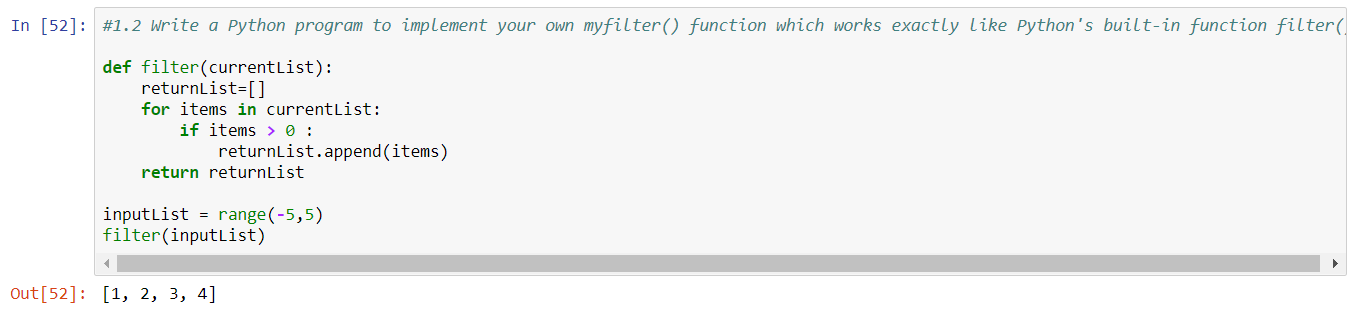 In [52]: #1.2 Write a Python program to implement your own myfilter() function which works exactly like Python's built-in function filter(
def filter(currentList):
    returnList=[]
    for items in currentList:
        if items > 0 :
            returnList.append(items)
    return returnList
inputList = range(-5,5)
filter(inputList)
Out[52]: [1, 2, 3, 4]